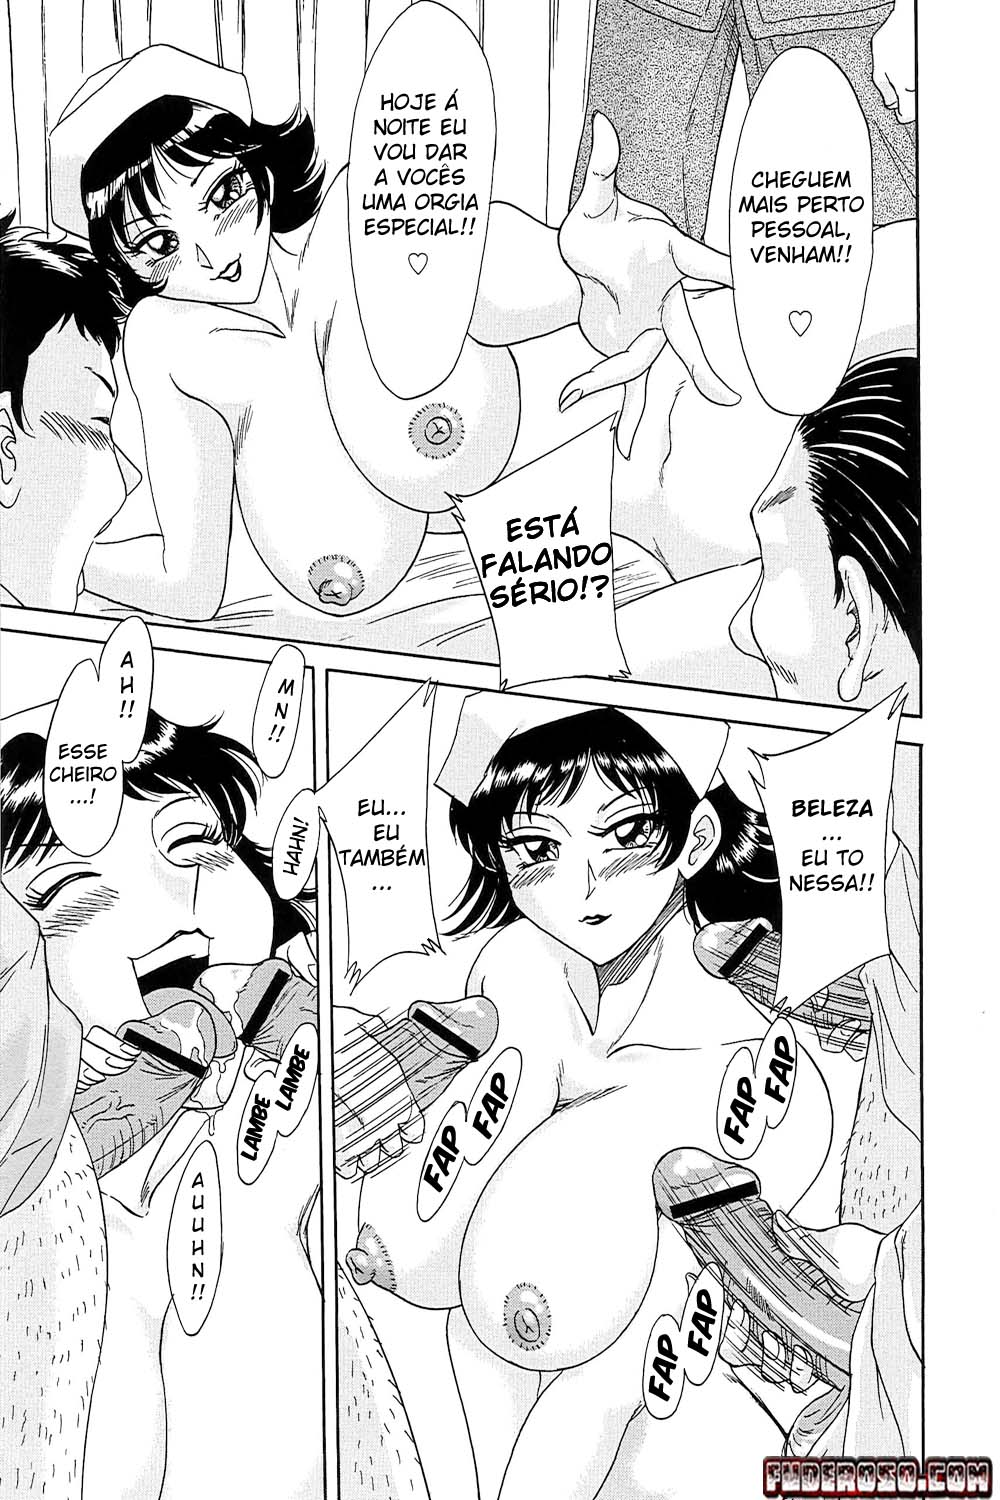 CHEGUEM
MAIS PERTO
PESSOAL,
VENHAM!!
♡
HOJE Á
NOITE EU
VOU DAR
A VOCÊS
UMA ORGIA
ESPECIAL!!
♡
ESTÁ
FALANDO
SÉRIO!?
BELEZA
...
EU TO
NESSA!!
EU...
EU
TAMBÉM
...
FAP
FAP
FAP
FAP
FAP
FAP
MN!!
HAHN!
AH!!
ESSE
CHEIRO
...!
LAMBE
LAMBE
AUUHN!!
FUDEROSO.COM